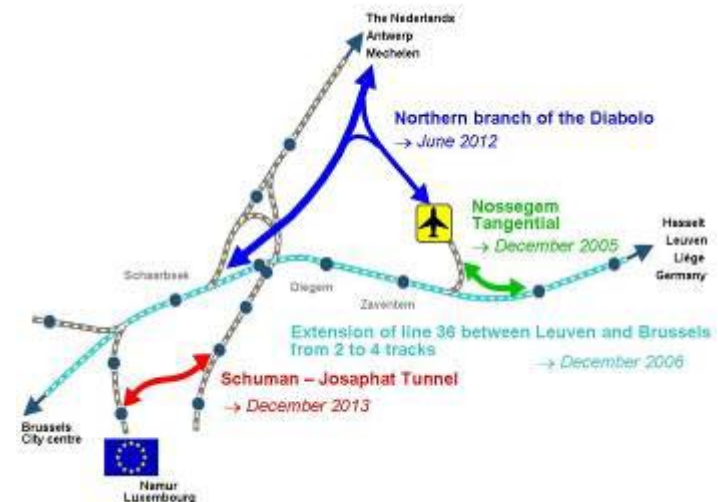 The Nederlands
Antwerp
Mechelen
Northern branch of the Diabolo
→ June 2012
Nossegem
Tangential
→ December 2005
Hasselt
Leuven
Liége
Germany
Schaarbeek
Diegem
Zaventem
Extension of line 36 between Leuven and Brussels
from 2 to 4 tracks
→ December 2006
Schuman – Josaphat Tunnel
→ December 2013
Brussels
City centre
Namur
Luxembourg